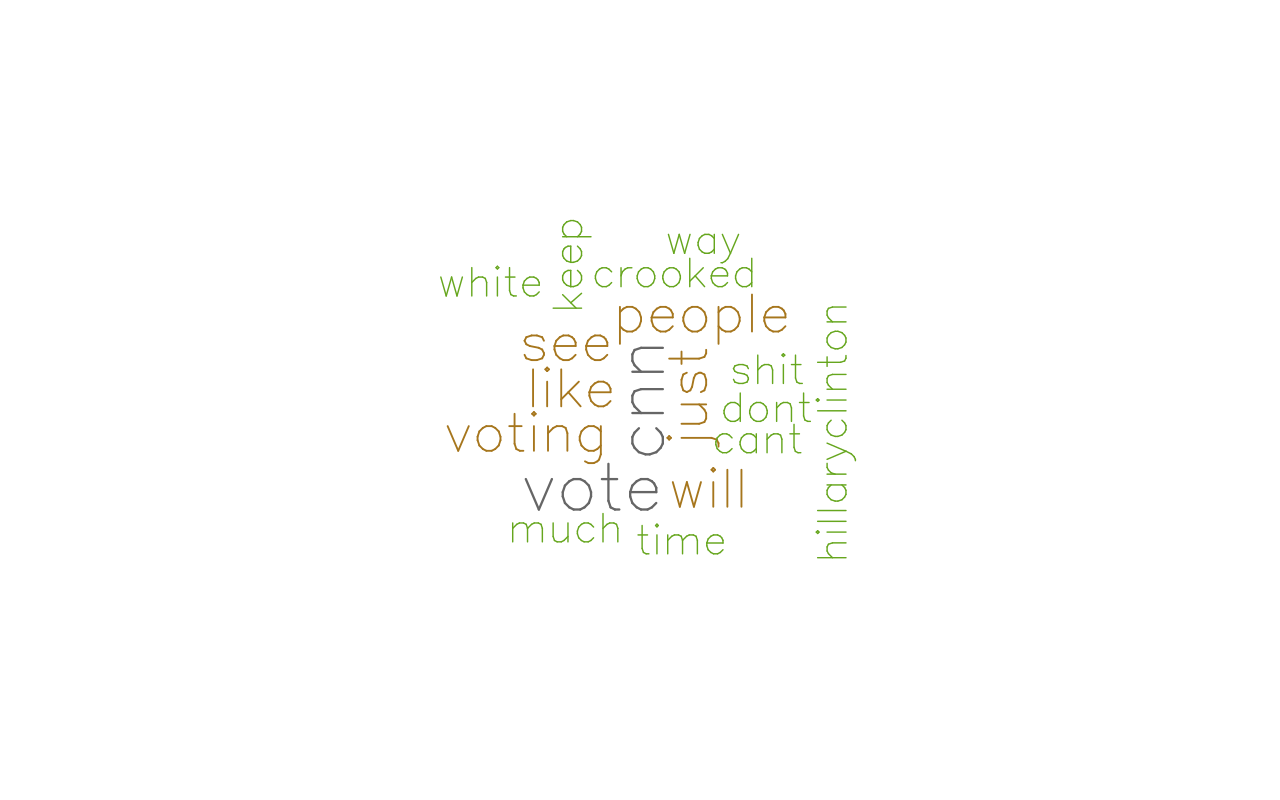 keep
way
white
crooked
people
see
cnn
just
like
shit
hillaryclinton
dont
voting
cant
vote
will
much
time